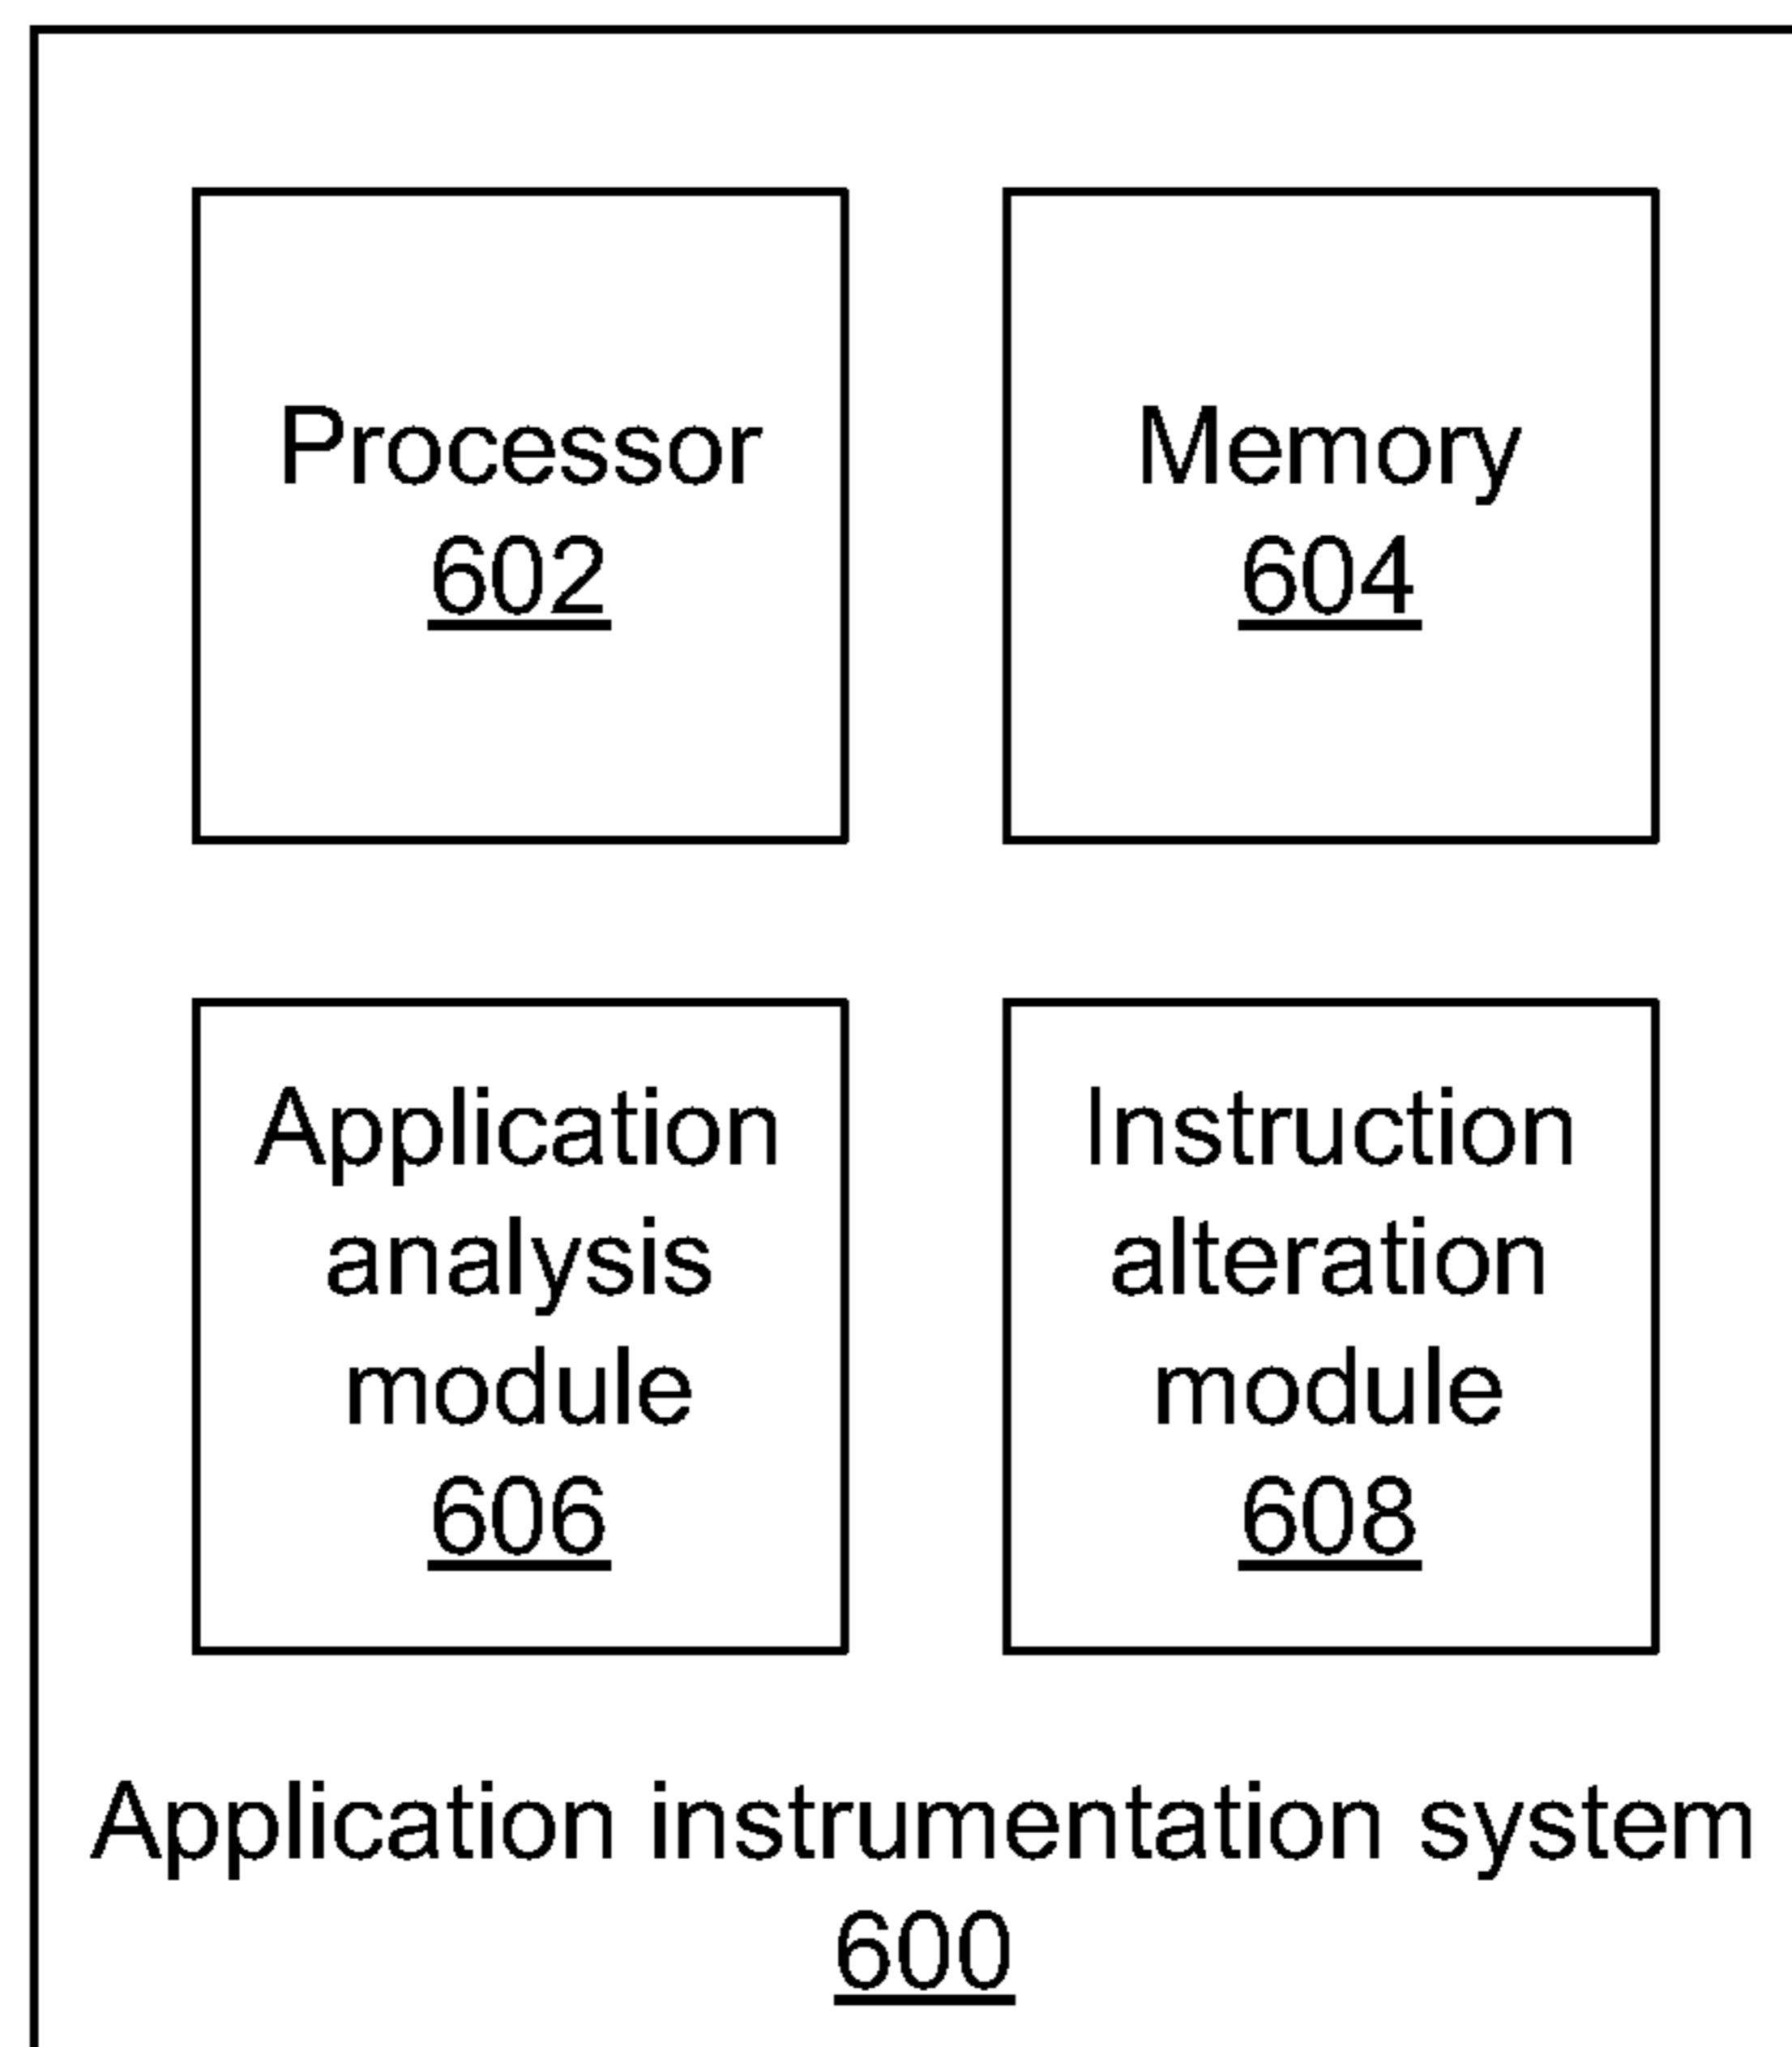 Processor
602
Memory
604
Application
analysis
module
606
Instruction
alteration
module
608
Application instrumentation system
600